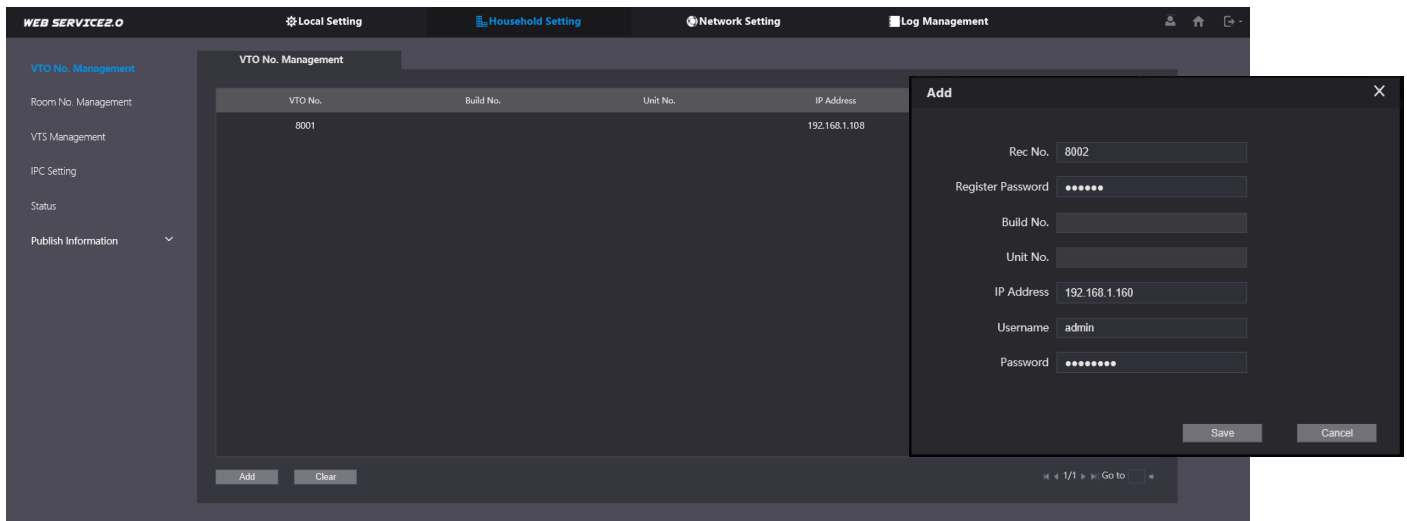 WEB SERVICE2.0
Local Setting
Household Setting
Network Setting
Log Management
VTO No. Management
Room No. Management
VTS Management
IPC Setting
Status
Publish Information
VTO No. Management
VTO No. Build No. Unit No. IP Address
8001 192.168.1.108
Add Clear
1/1 Go to
Add
Rec No. 8002
Register Password ••••••
Build No.
Unit No.
IP Address 192.168.1.160
Username admin
Password ••••••••
Save Cancel